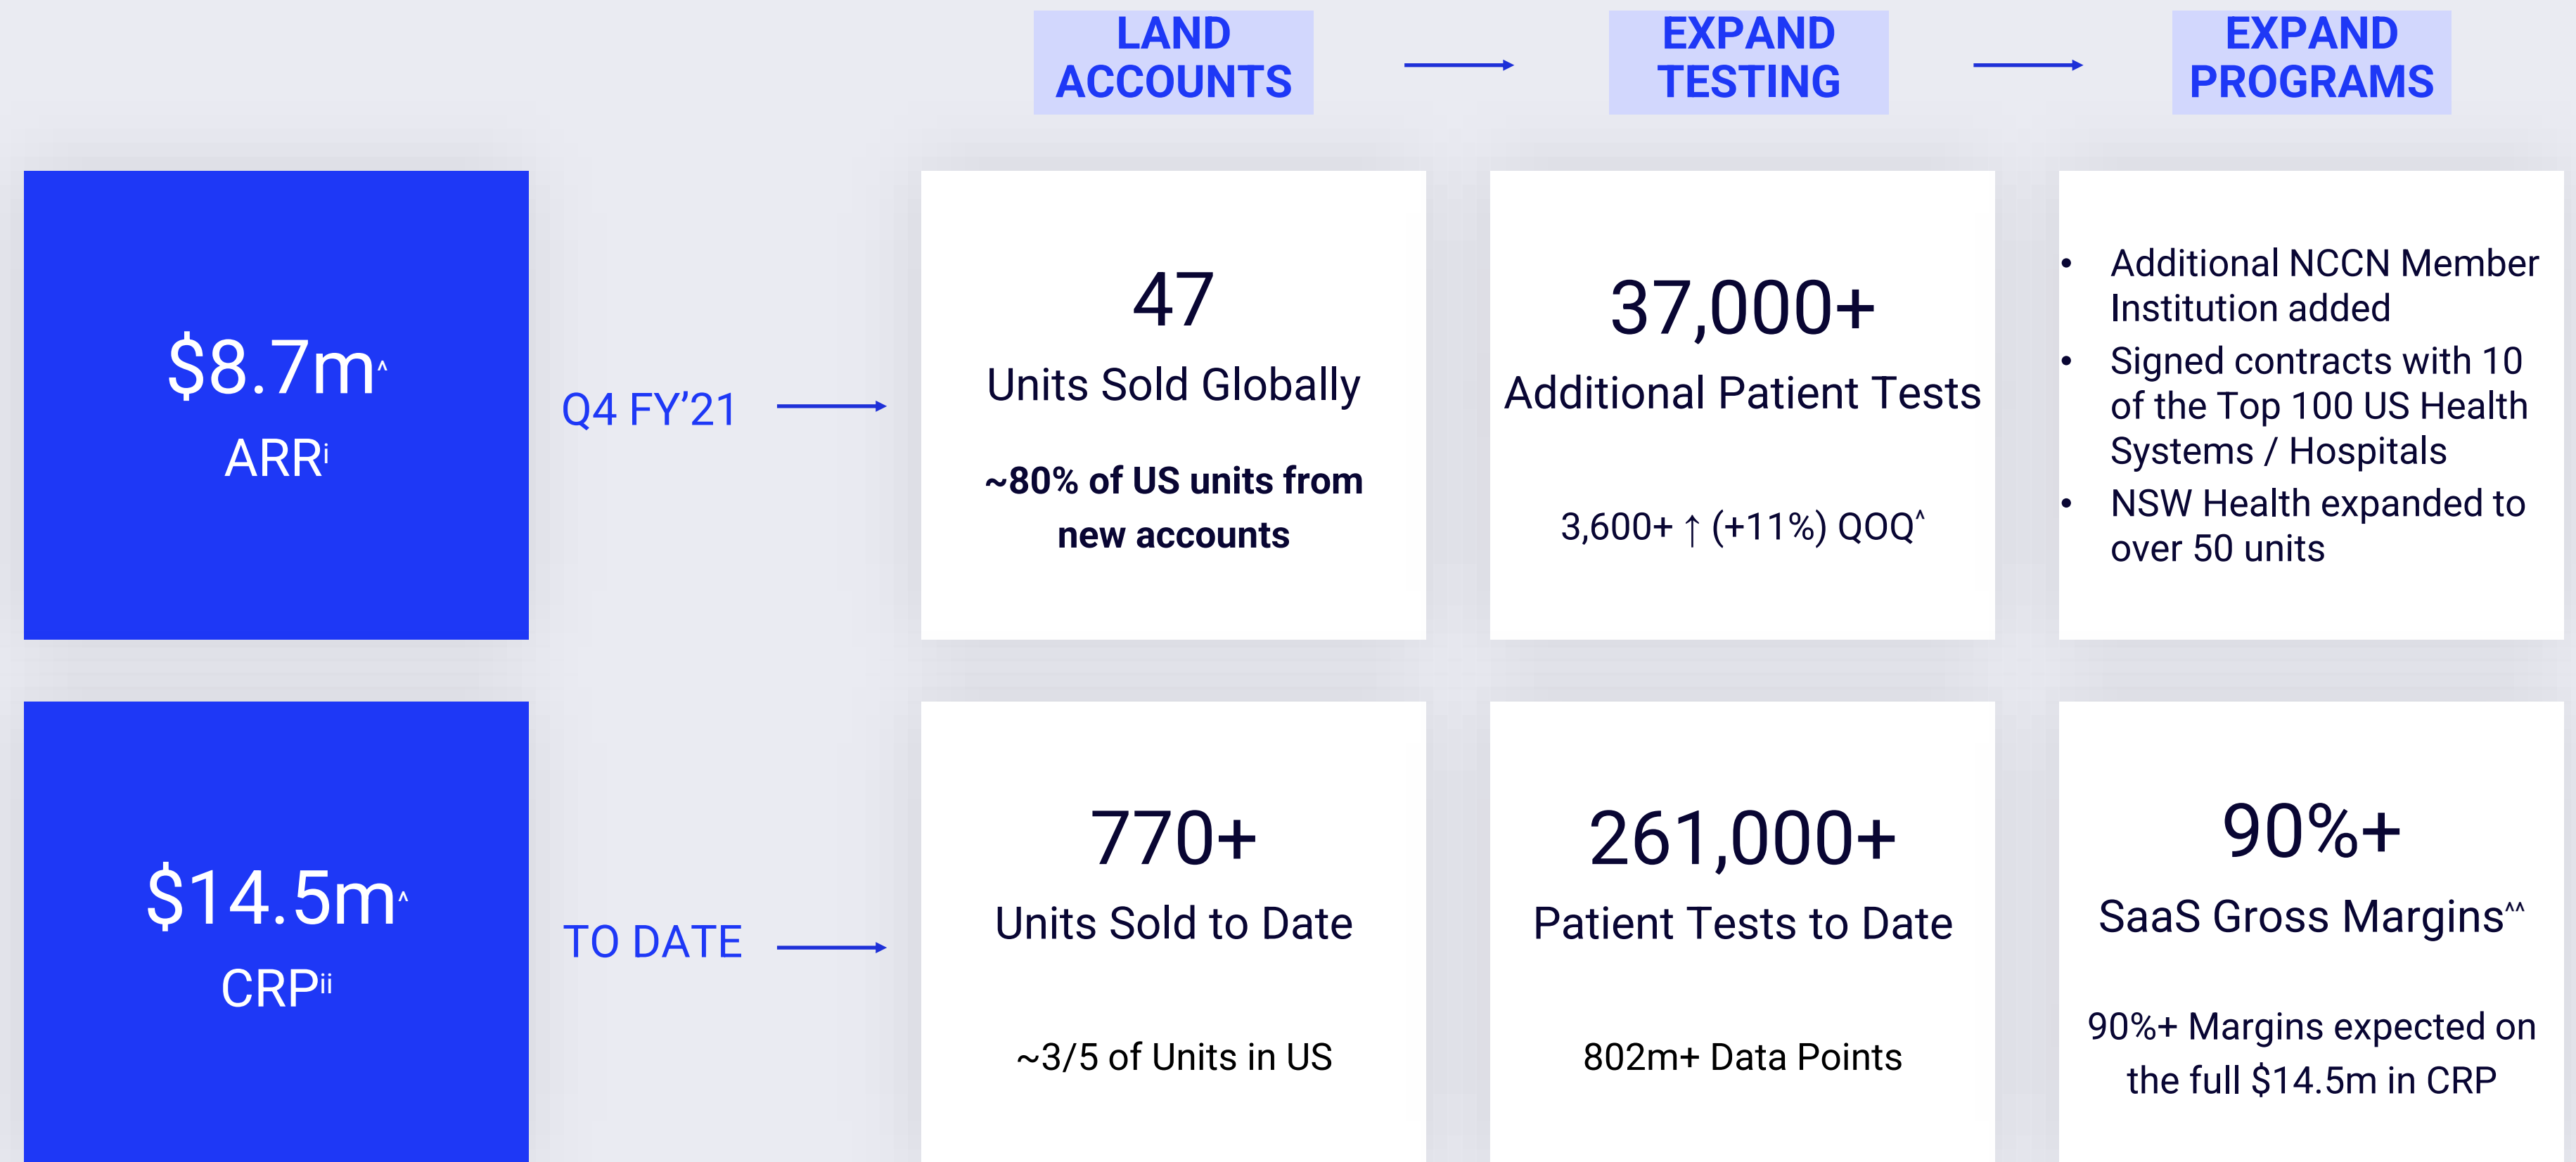 LAND
ACCOUNTS
EXPAND
TESTING
EXPAND
PROGRAMS
$8.7m^
ARRi
Q4 FY’21
47
Units Sold Globally
~80% of US units from
new accounts
37,000+
Additional Patient Tests
3,600+ ↑ (+11%) QOQ^
• Additional NCCN Member
Institution added
• Signed contracts with 10
of the Top 100 US Health
Systems / Hospitals
• NSW Health expanded to
over 50 units
$14.5m^
CRPii
TO DATE
770+
Units Sold to Date
~3/5 of Units in US
261,000+
Patient Tests to Date
802m+ Data Points
90%+
SaaS Gross Margins^^
90%+ Margins expected on
the full $14.5m in CRP